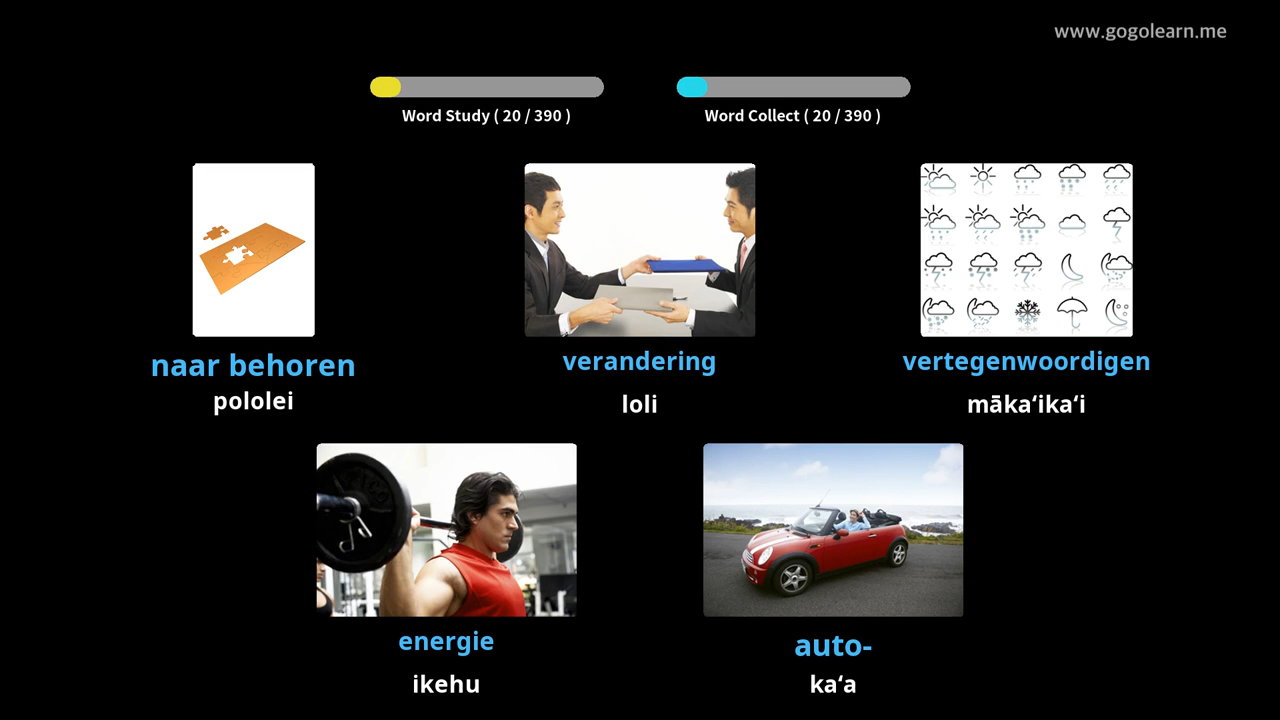 www.gogolearn.me
Word Study ( 20 / 390 )
Word Collect ( 20 / 390 )
naar behoren
pololei
verandering
loli
vertegenwoordigen
mākaʻikaʻi
energie
ikehu
auto-
kaʻa